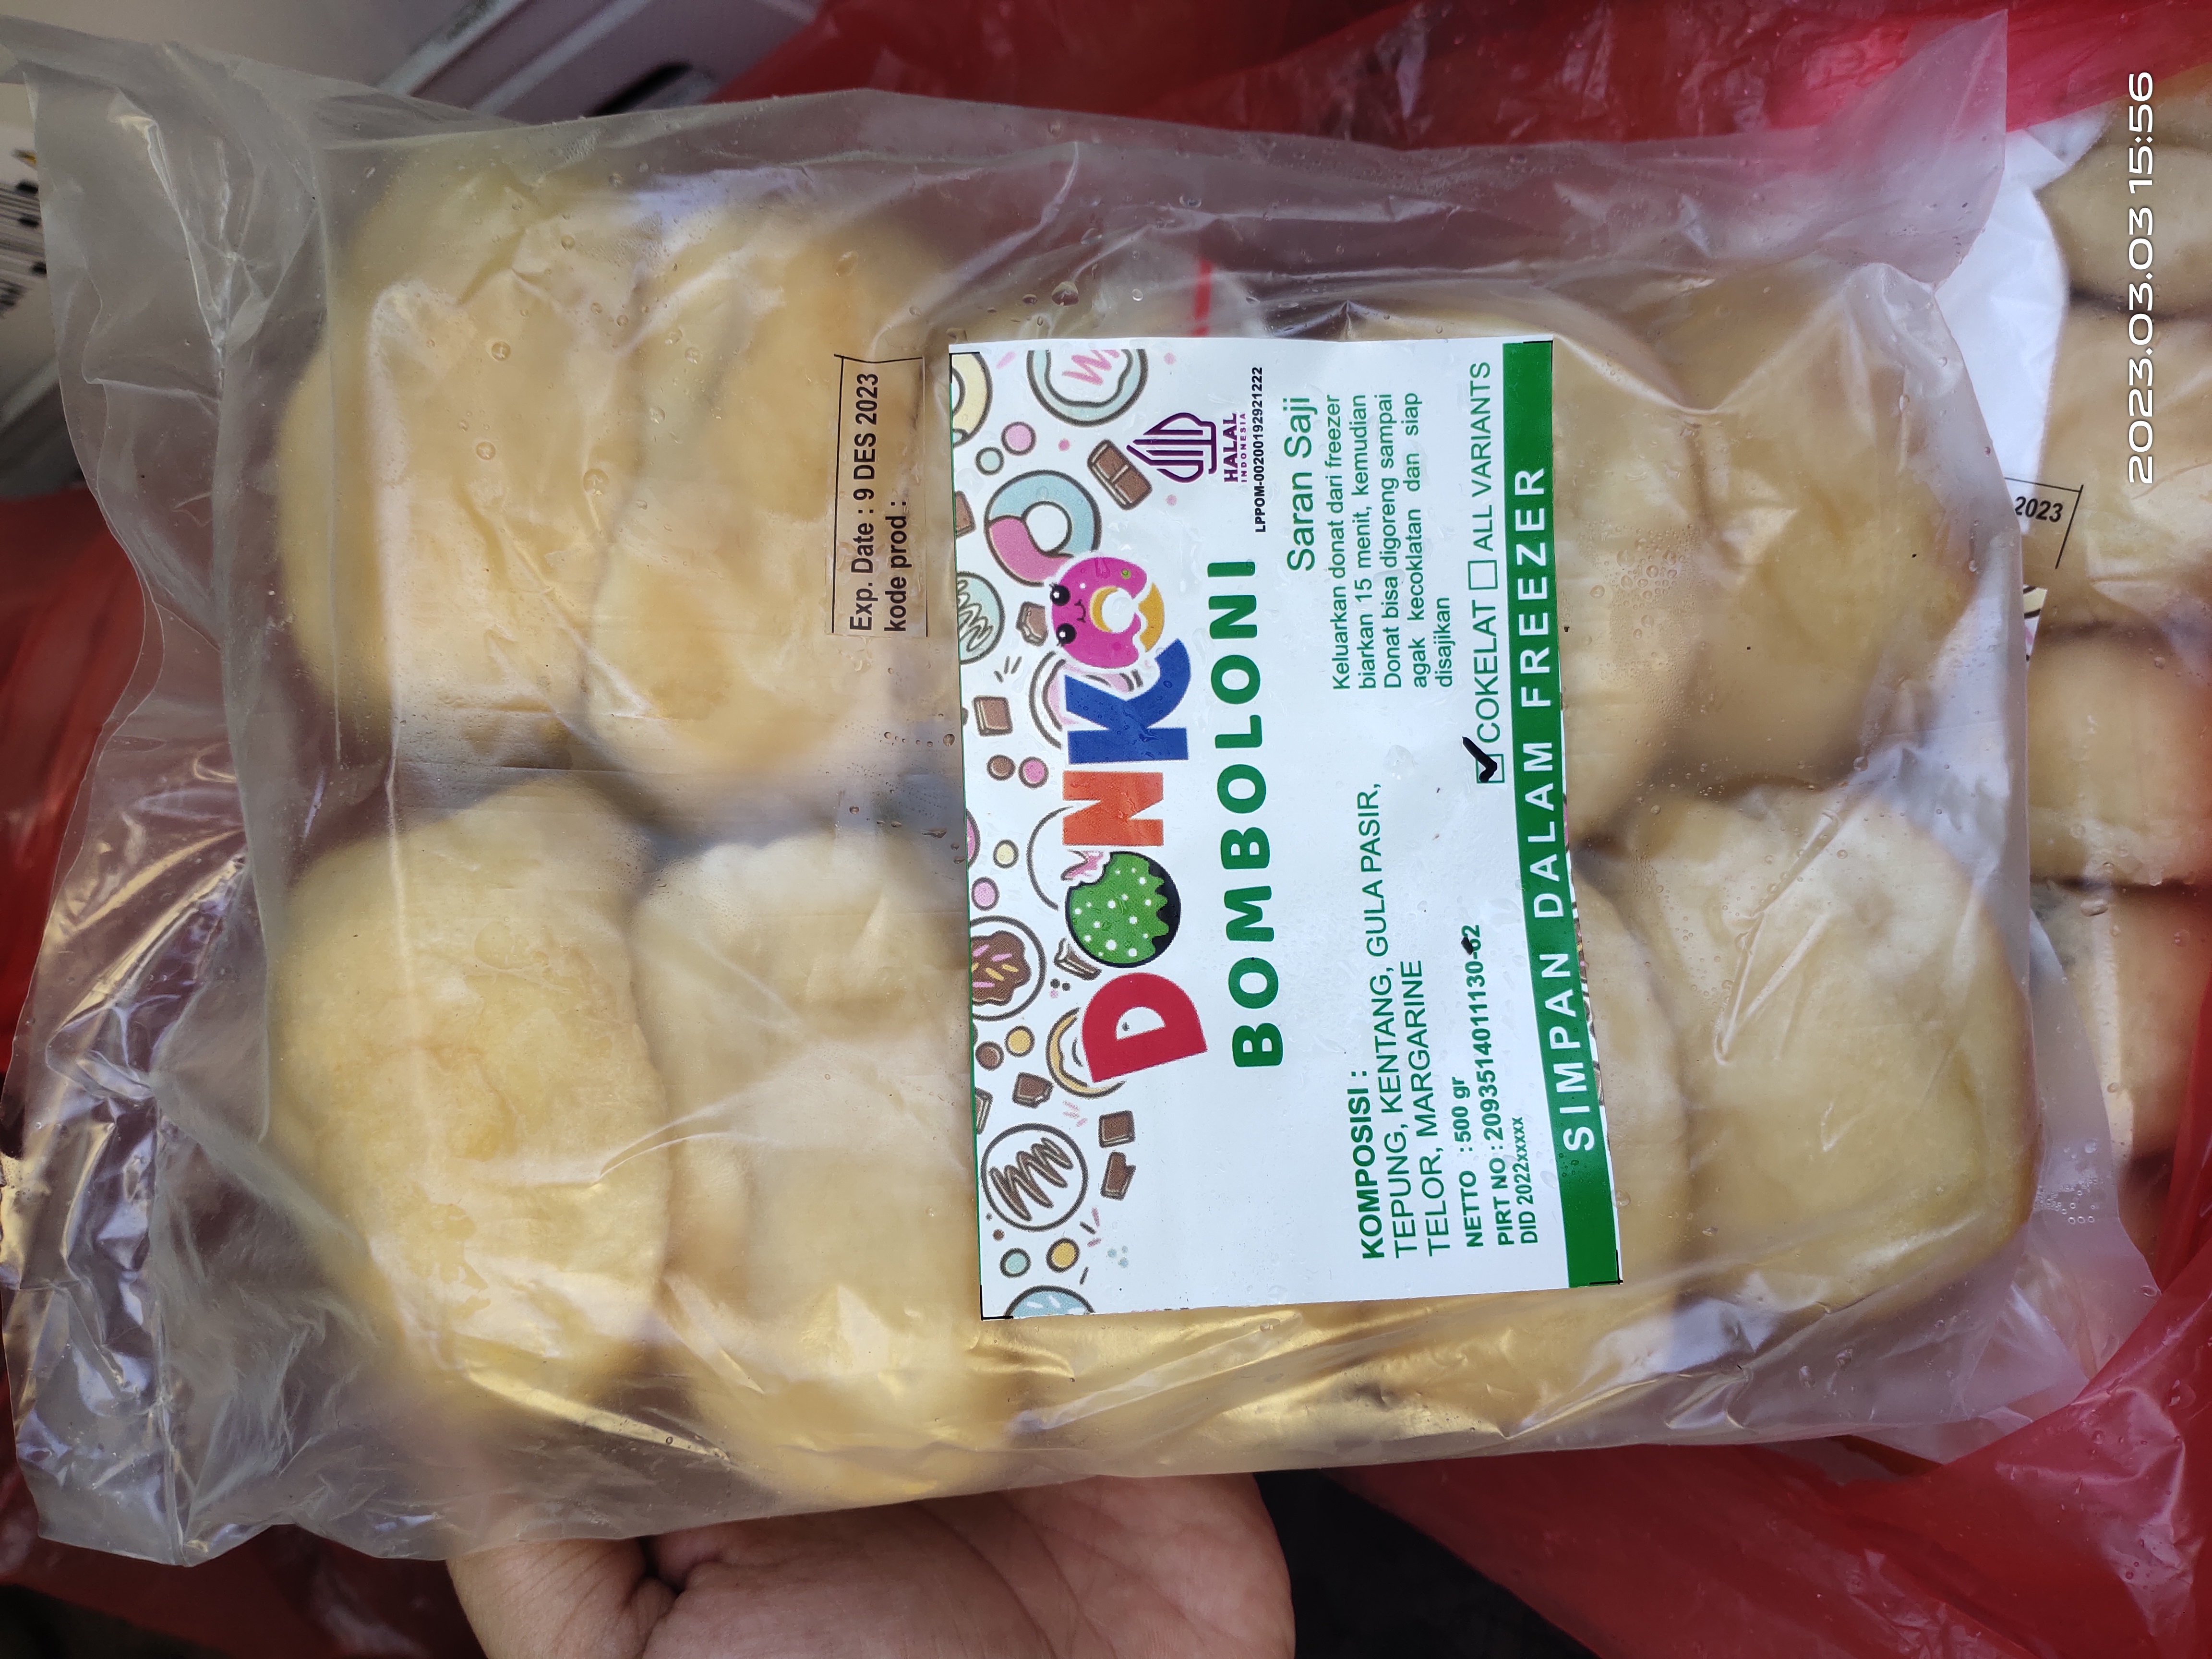 2023.03.03 15:56
Exp. Date : 9 DES 2023
kode prod :
DONKO
BOMBOLONI
HALAL
INDONESIA
LPPOM-00200192921222
KOMPOSISI :
TEPUNG, KENTANG, GULA PASIR,
TELOR, MARGARINE
NETTO : 500 gr
PIRT NO : 2093514011130-62
DID 2022xxxxx
Saran Saji
Keluarkan donat dari freezer
biarkan 15 menit, kemudian
Donat bisa digoreng sampai
agak kecoklatan dan siap
disajikan
COKELAT ALL VARIANTS
SIMPAN DALAM FREEZER
2023